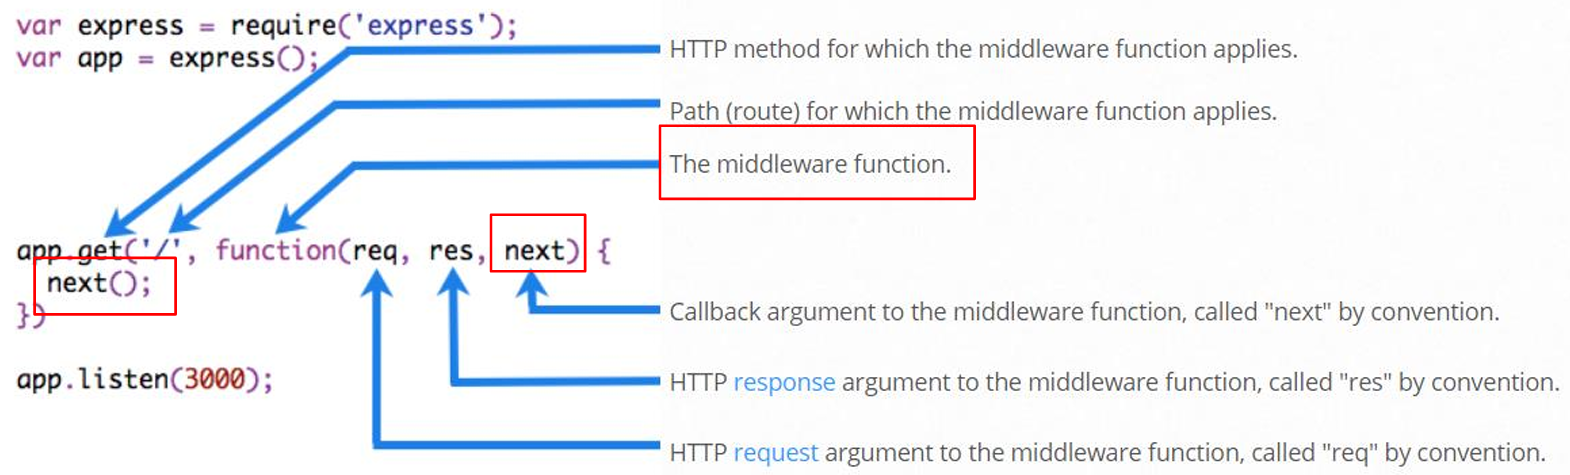 var express = require('express');
var app = express();
HTTP method for which the middleware function applies.
Path (route) for which the middleware function applies.
The middleware function.
app.get('/', function(req, res, next) {
next();
})
Callback argument to the middleware function, called "next" by convention.
app.listen(3000);
HTTP response argument to the middleware function, called "res" by convention.
HTTP request argument to the middleware function, called "req" by convention.